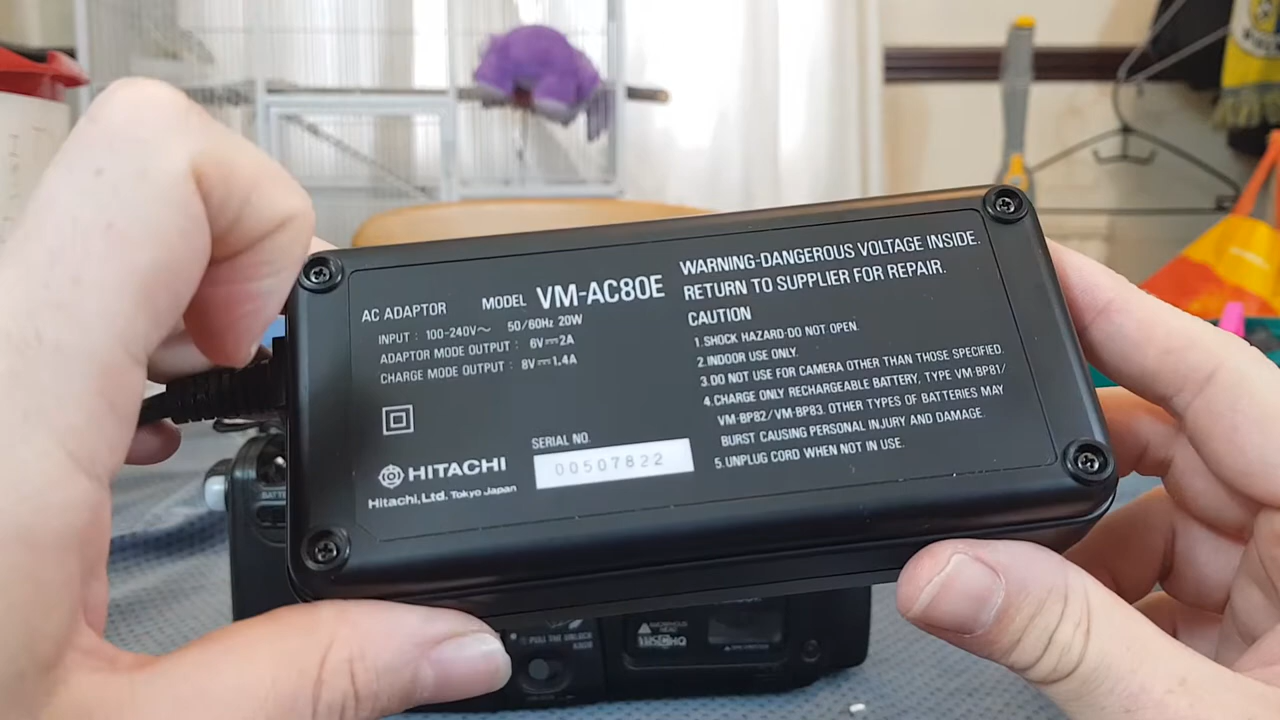 AC ADAPTOR MODEL VM-AC80E
INPUT : 100-240V～ 50/60Hz 20W
ADAPTOR MODE OUTPUT : 6V⎓2A
CHARGE MODE OUTPUT : 8V⎓1.4A
HITACHI
Hitachi,Ltd. Tokyo Japan
SERIAL NO.
00507822
WARNING-DANGEROUS VOLTAGE INSIDE.
RETURN TO SUPPLIER FOR REPAIR.
CAUTION
1.SHOCK HAZARD-DO NOT OPEN.
2.INDOOR USE ONLY.
3.DO NOT USE FOR CAMERA OTHER THAN THOSE SPECIFIED.
4.CHARGE ONLY RECHARGEABLE BATTERY, TYPE VM-BP81/
VM-BP82/VM-BP83. OTHER TYPES OF BATTERIES MAY
BURST CAUSING PERSONAL INJURY AND DAMAGE.
5.UNPLUG CORD WHEN NOT IN USE.
PULL THE UNLOCK